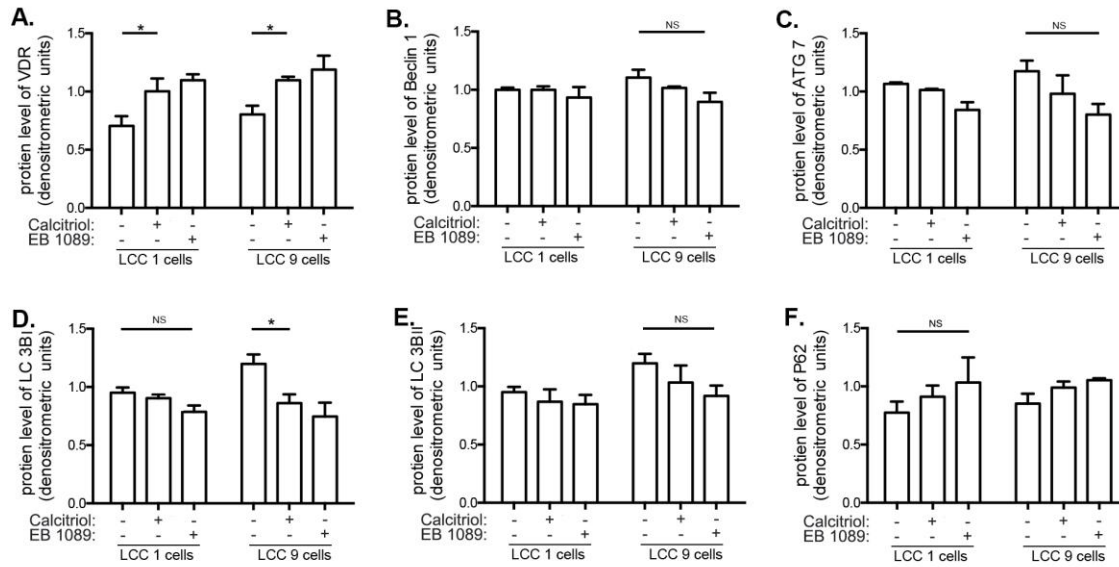 A.
protien level of VDR
(denositrometric units)
1.5
1.0
0.5
0.0
*
*
Calcitriol: - + - - + -
EB 1089: - - + - - +
LCC 1 cells LCC 9 cells
B.
protien level of Beclin 1
(denositrometric units)
1.5
1.0
0.5
0.0
NS
Calcitriol: - + - - + -
EB 1089: - - + - - +
LCC 1 cells LCC 9 cells
C.
protien level of ATG 7
(denositrometric units)
1.5
1.0
0.5
0.0
NS
Calcitriol: - + - - + -
EB 1089: - - + - - +
LCC 1 cells LCC 9 cells
D.
protien level of LC 3BI
(denositrometric units)
1.5
1.0
0.5
0.0
NS
*
Calcitriol: - + - - + -
EB 1089: - - + - - +
LCC 1 cells LCC 9 cells
E.
protien level of LC 3BII
(denositrometric units)
1.5
1.0
0.5
0.0
NS
Calcitriol: - + - - + -
EB 1089: - - + - - +
LCC 1 cells LCC 9 cells
F.
protien level of P62
(denositrometric units)
1.5
1.0
0.5
0.0
NS
Calcitriol: - + - - + -
EB 1089: - - + - - +
LCC 1 cells LCC 9 cells